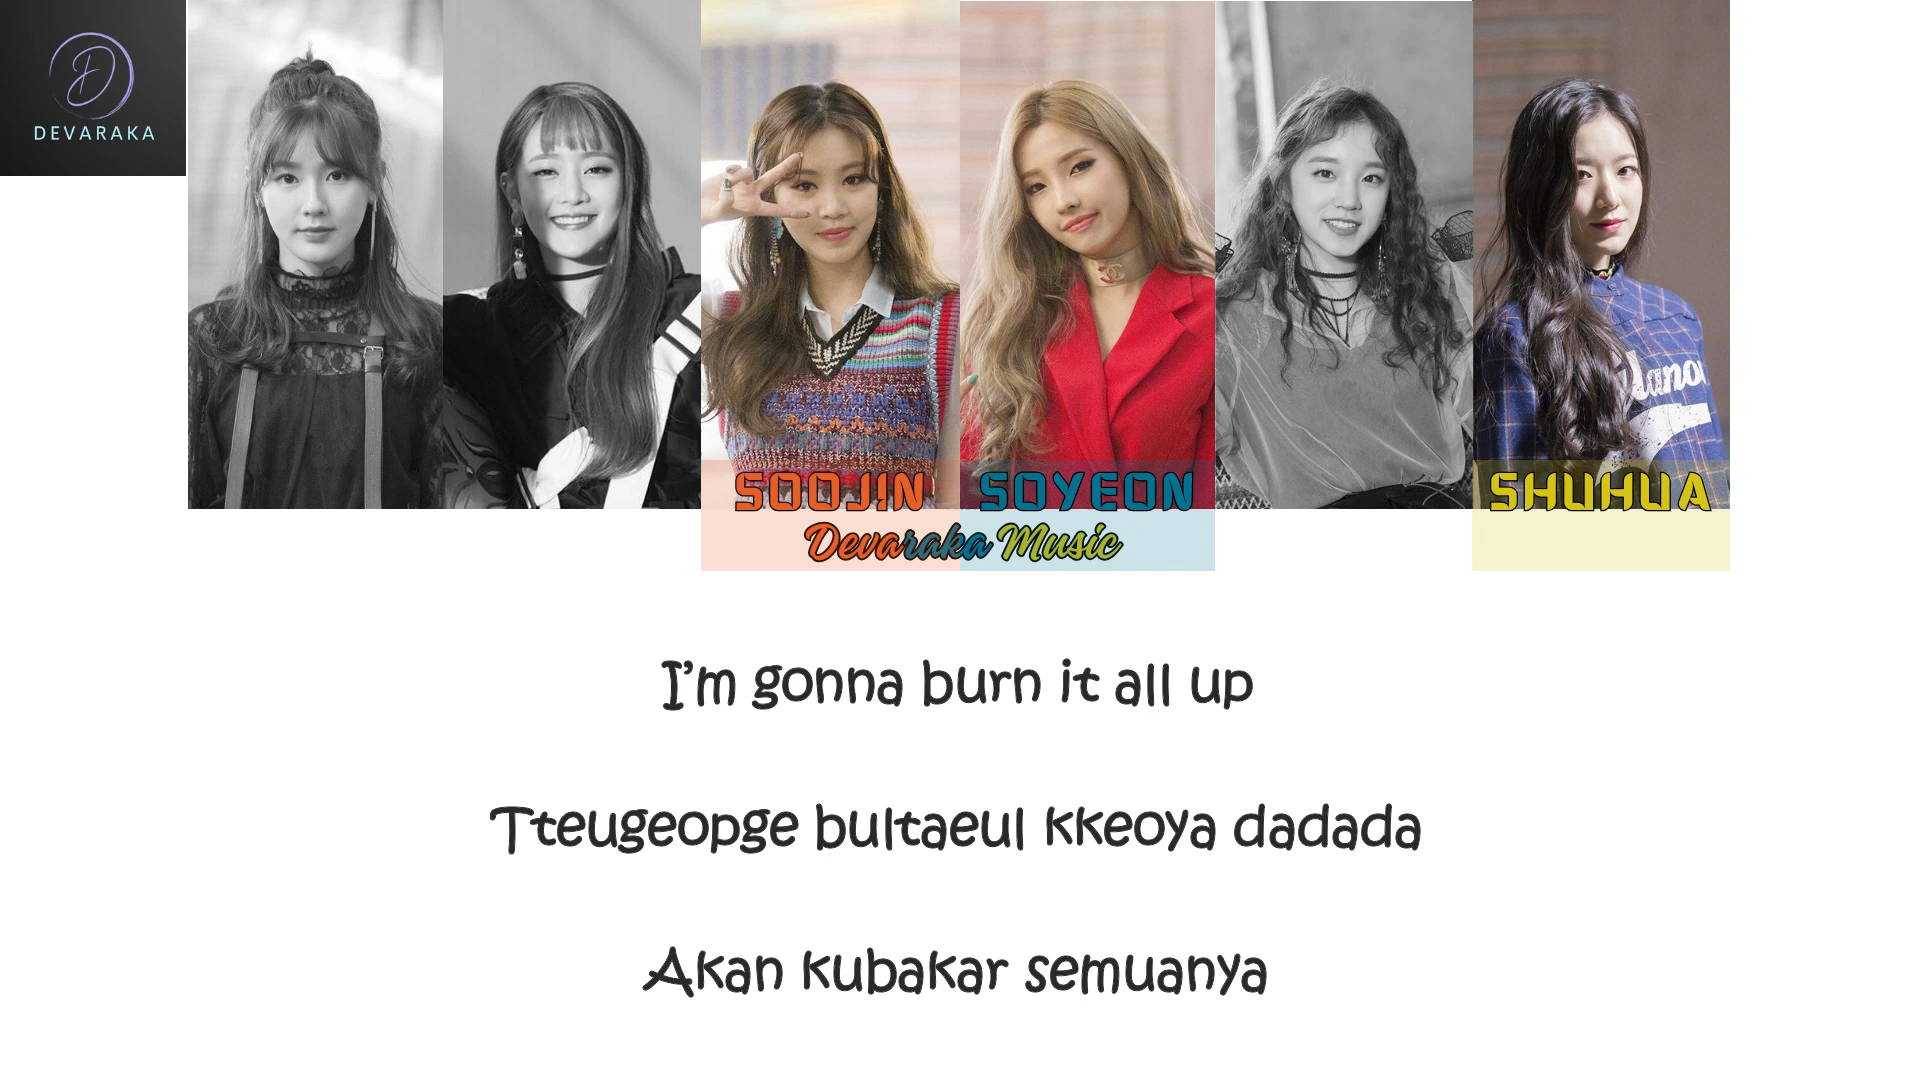 DEVARAKA
SOOJIN SOYEON SHUHUA
Devaraka Music
I'm gonna burn it all up
Tteugeopge bultaeul kkeoya dadada
Akan kubakar semuanya